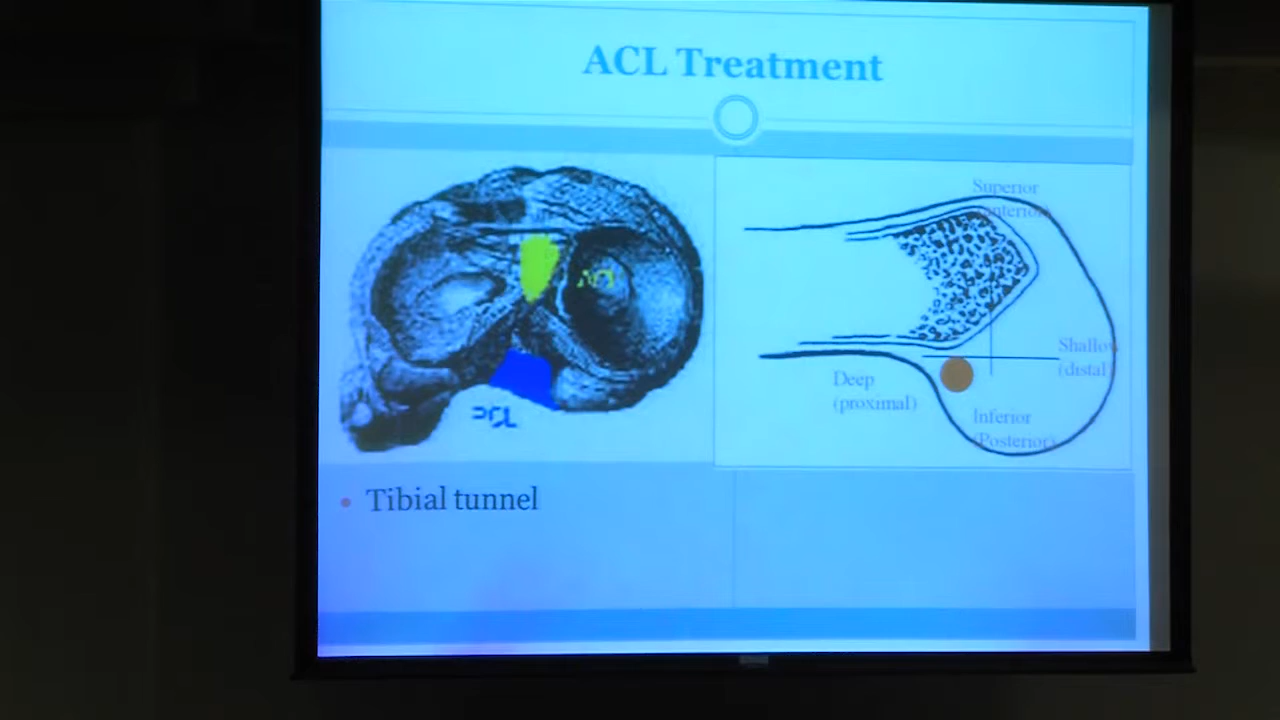 ACL Treatment
ACL
PCL
Superior
(anterior)
Shallow
(distal)
Deep
(proximal)
Inferior
(Posterior)
Tibial tunnel